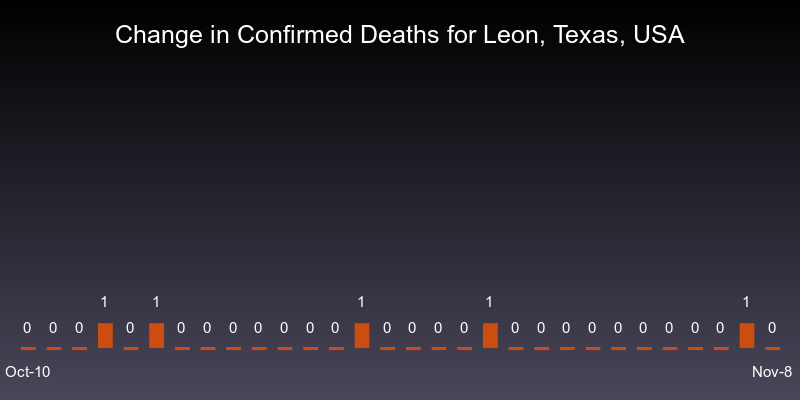 Change in Confirmed Deaths for Leon, Texas, USA
1 1 1 1 1
0 0 0 0 0 0 0 0 0 0 0 0 0 0 0 0 0 0 0 0 0 0 0 0 0
Oct-10 Nov-8